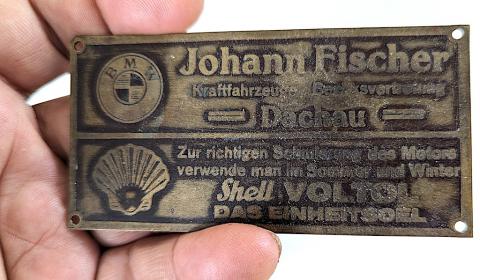 BMW
Johann Fischer
Kraftfahrzeuge Bezirksvertretung
Dachau
Zur richtigen Schmierung des Motors
verwende man im Sommer und Winter
Shell VOLTOL
DAS EINHEITSOEL